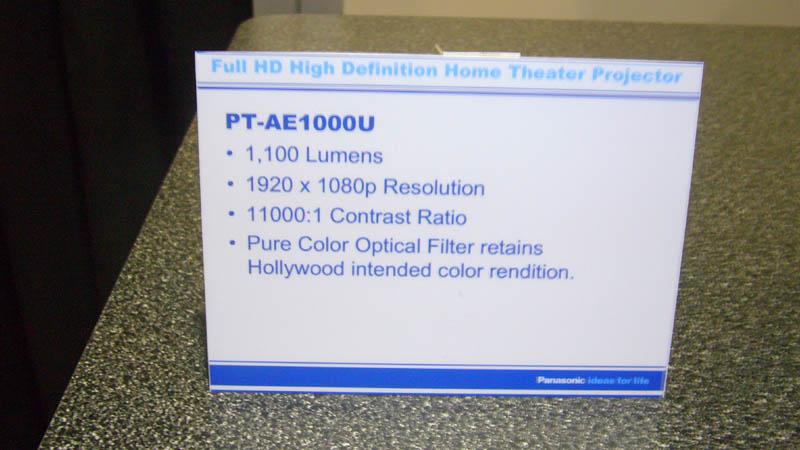 Full HD High Definition Home Theater Projector
PT-AE1000U
• 1,100 Lumens
• 1920 x 1080p Resolution
• 11000:1 Contrast Ratio
• Pure Color Optical Filter retains
Hollywood intended color rendition.
Panasonic ideas for life